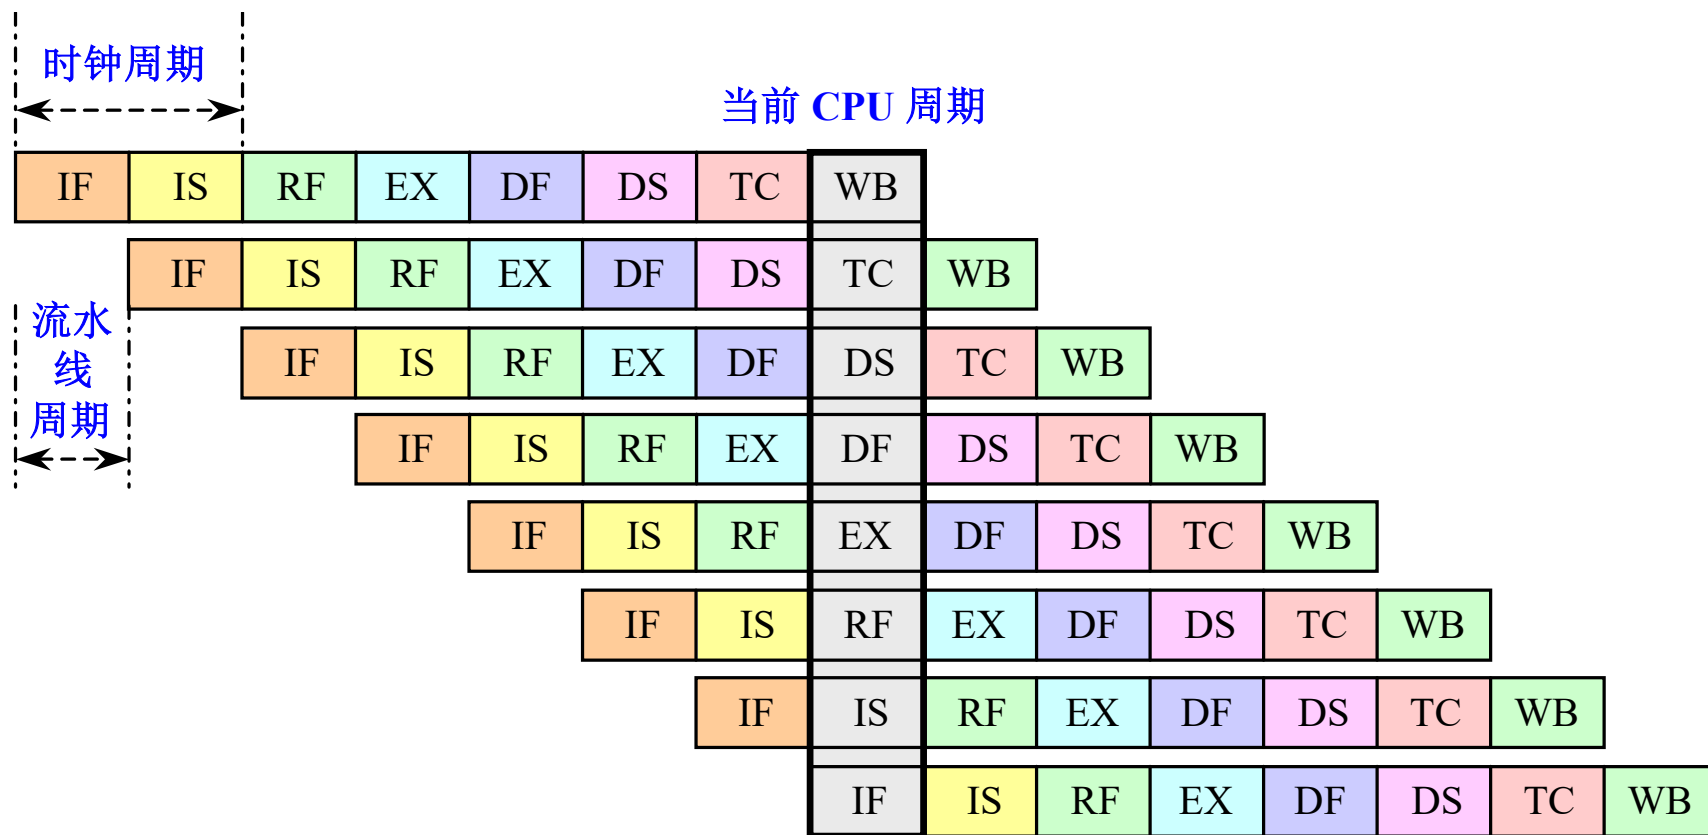 时钟周期
当前 CPU 周期
IF IS RF EX DF DS TC WB
IF IS RF EX DF DS TC WB
流水
线
周期
IF IS RF EX DF DS TC WB
IF IS RF EX DF DS TC WB
IF IS RF EX DF DS TC WB
IF IS RF EX DF DS TC WB
IF IS RF EX DF DS TC WB
IF IS RF EX DF DS TC WB